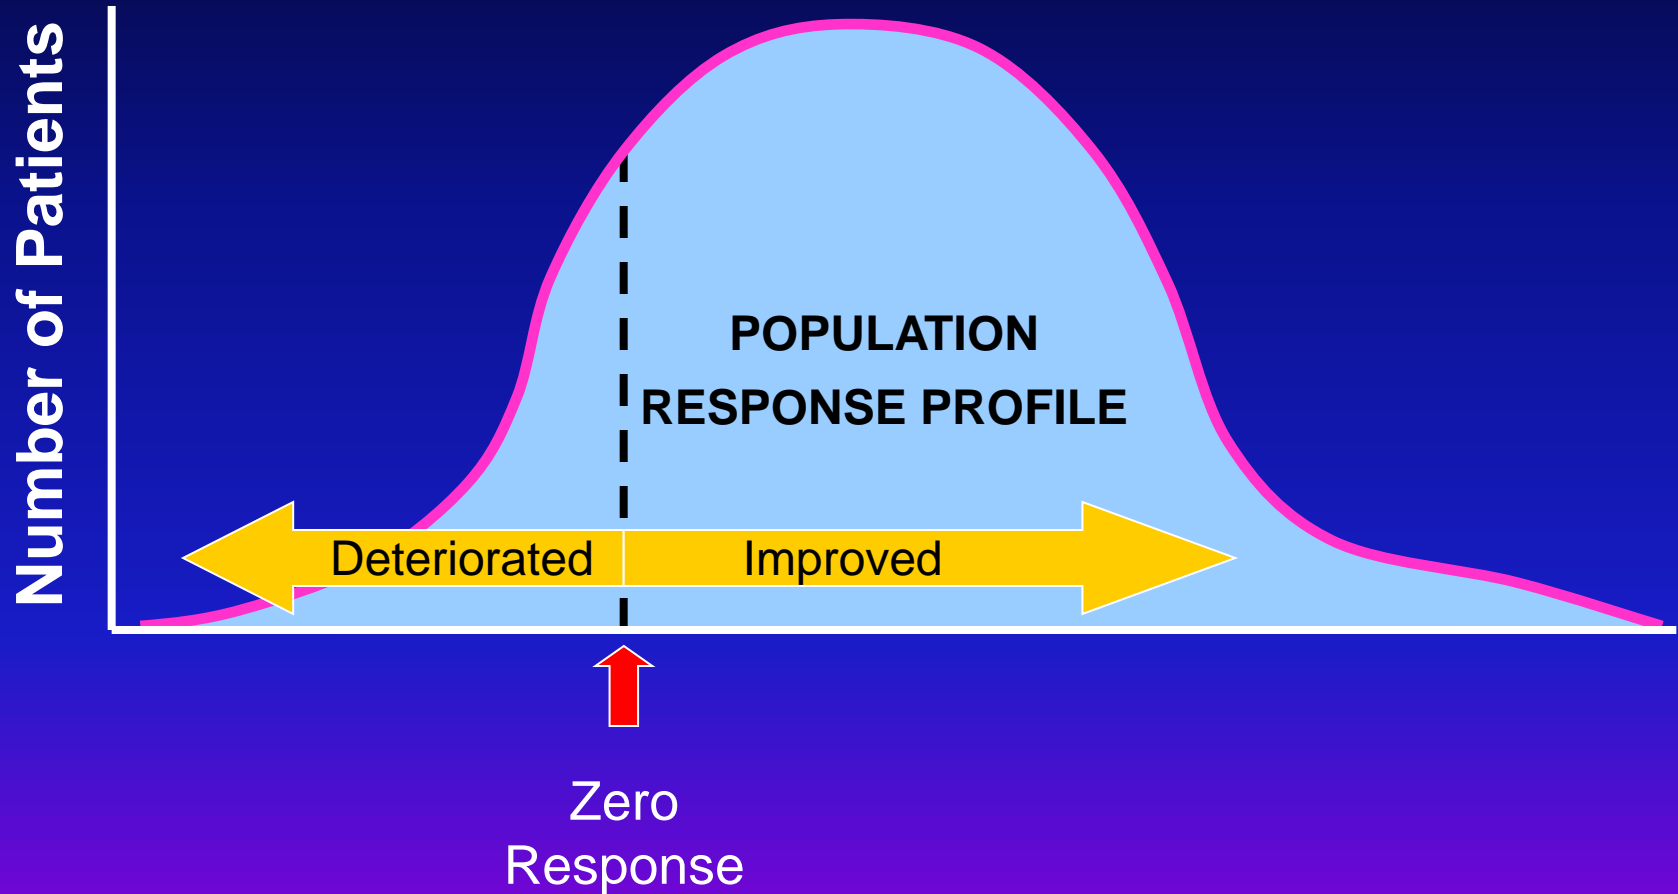 Number of Patients
POPULATION
RESPONSE PROFILE
Deteriorated
Improved
Zero
Response